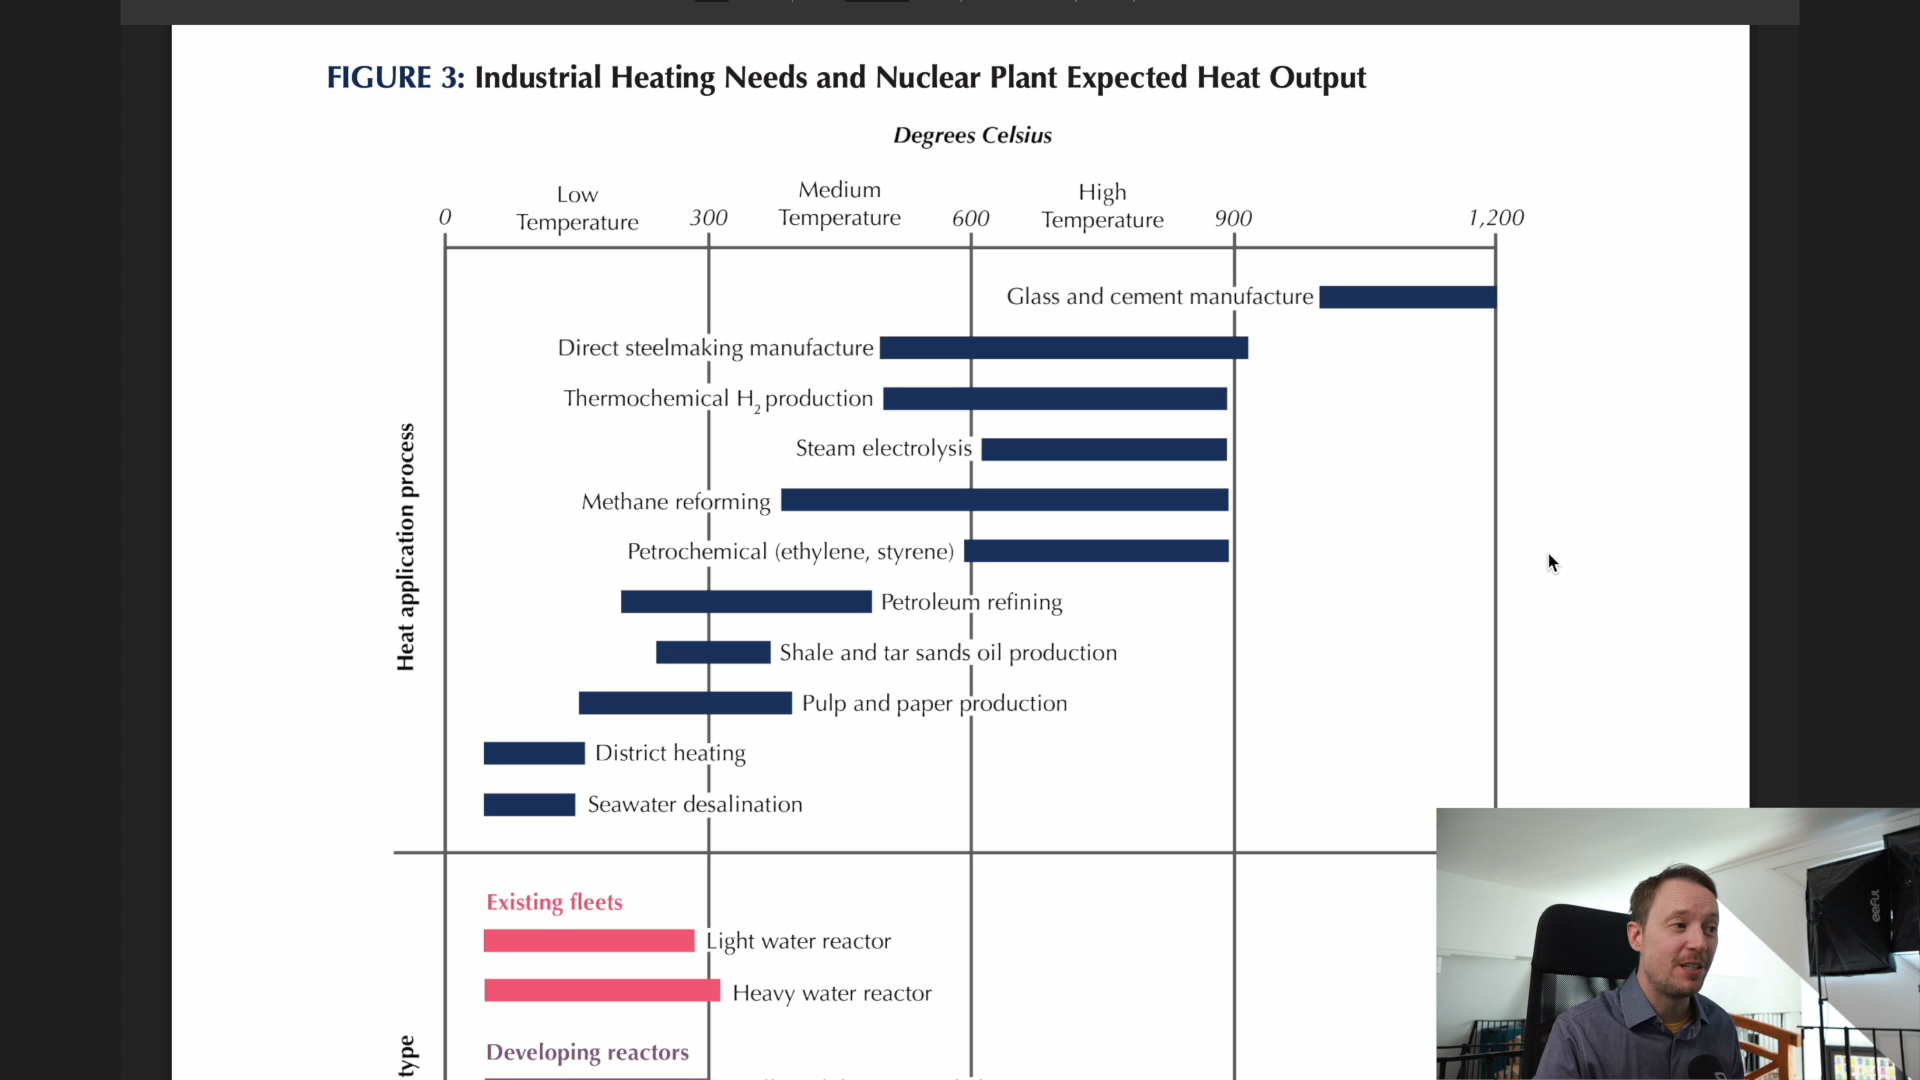 FIGURE 3: Industrial Heating Needs and Nuclear Plant Expected Heat Output
Degrees Celsius
Low Temperature
Medium Temperature
High Temperature
0 300 600 900 1,200
Heat application process
Glass and cement manufacture
Direct steelmaking manufacture
Thermochemical H₂ production
Steam electrolysis
Methane reforming
Petrochemical (ethylene, styrene)
Petroleum refining
Shale and tar sands oil production
Pulp and paper production
District heating
Seawater desalination
Existing fleets
Light water reactor
Heavy water reactor
Developing reactors
type